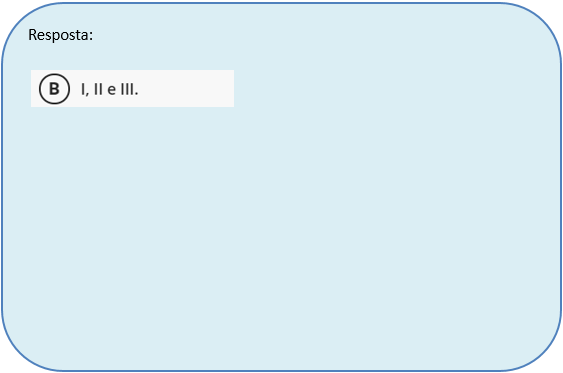 Resposta:
B I, II e III.